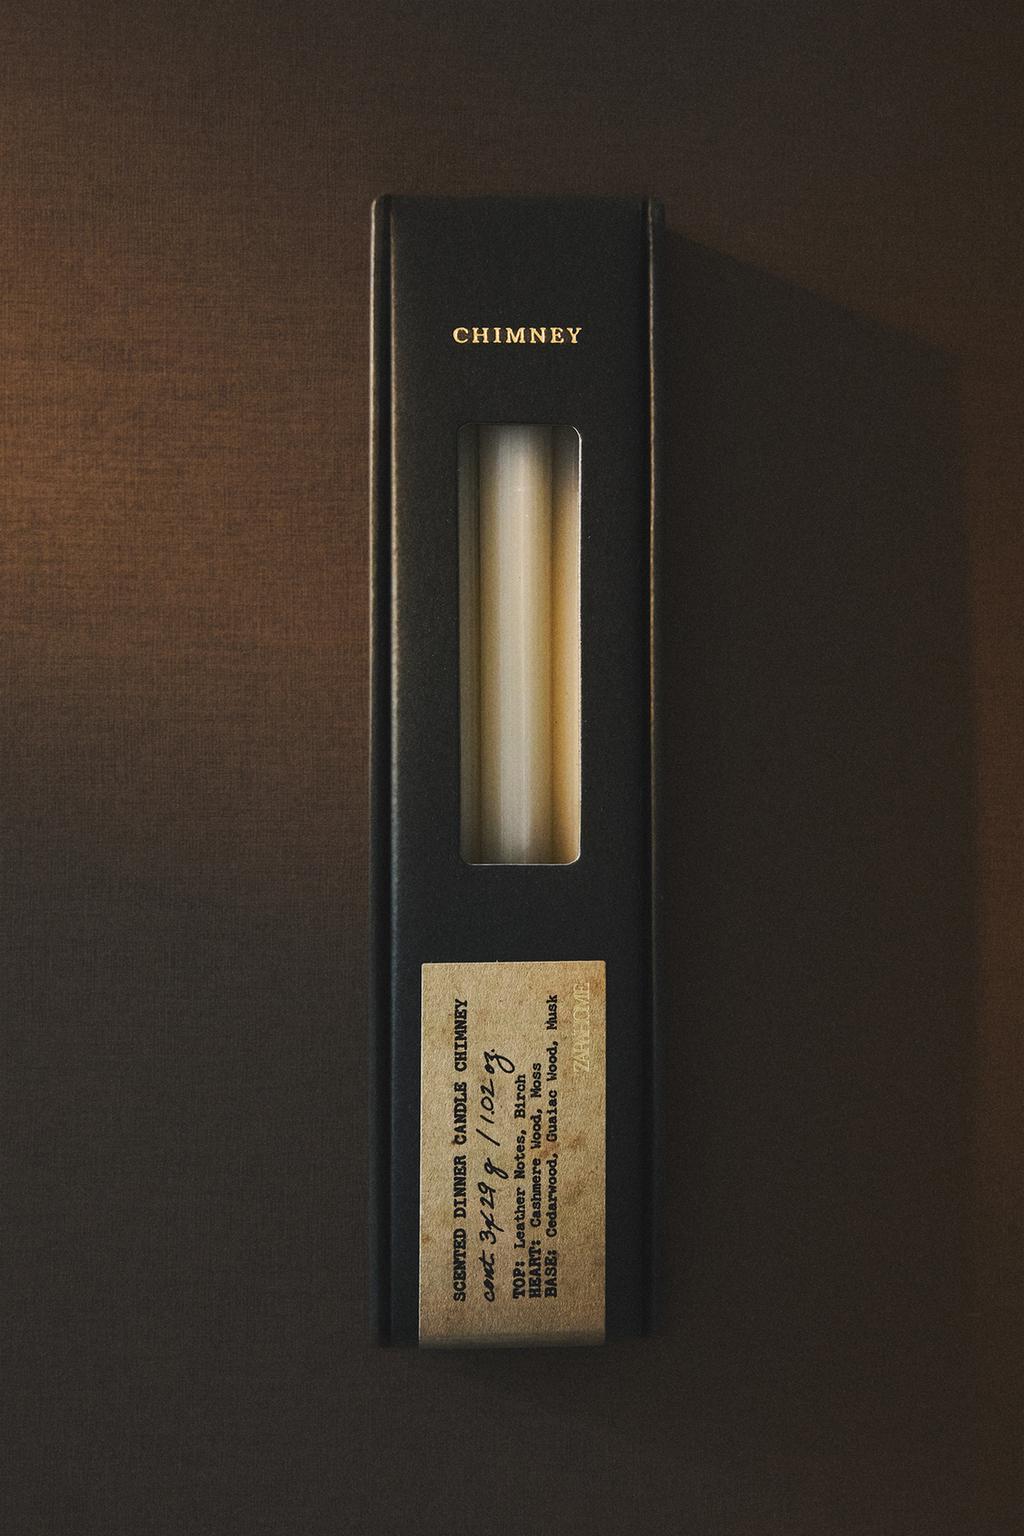 CHIMNEY
SCENTED DINNER CANDLE CHIMNEY
cont. 3x29 g / 1.02 oz.
TOP: Leather Notes, Birch
HEART: Cashmere Wood, Moss
BASE: Cedarwood, Guaiac Wood, Musk
ZARA HOME